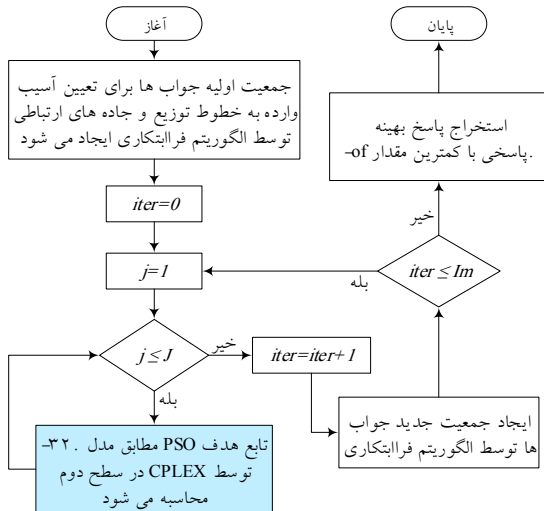 آغاز
جمعیت اولیه جواب ها برای تعیین آسیب
وارده به خطوط توزیع و جاده های ارتباطی
توسط الگوریتم فراابتکاری ایجاد می شود
iter=0
j=1
j ≤ J
بله
خیر
تابع هدف PSO مطابق مدل .۳۲-
توسط CPLEX در سطح دوم
محاسبه می شود
iter=iter+1
ایجاد جمعیت جدید جواب
ها توسط الگوریتم فراابتکاری
iter ≤ Im
بله
خیر
استخراج پاسخ بهینه
.پاسخی با کمترین مقدار of-
پایان